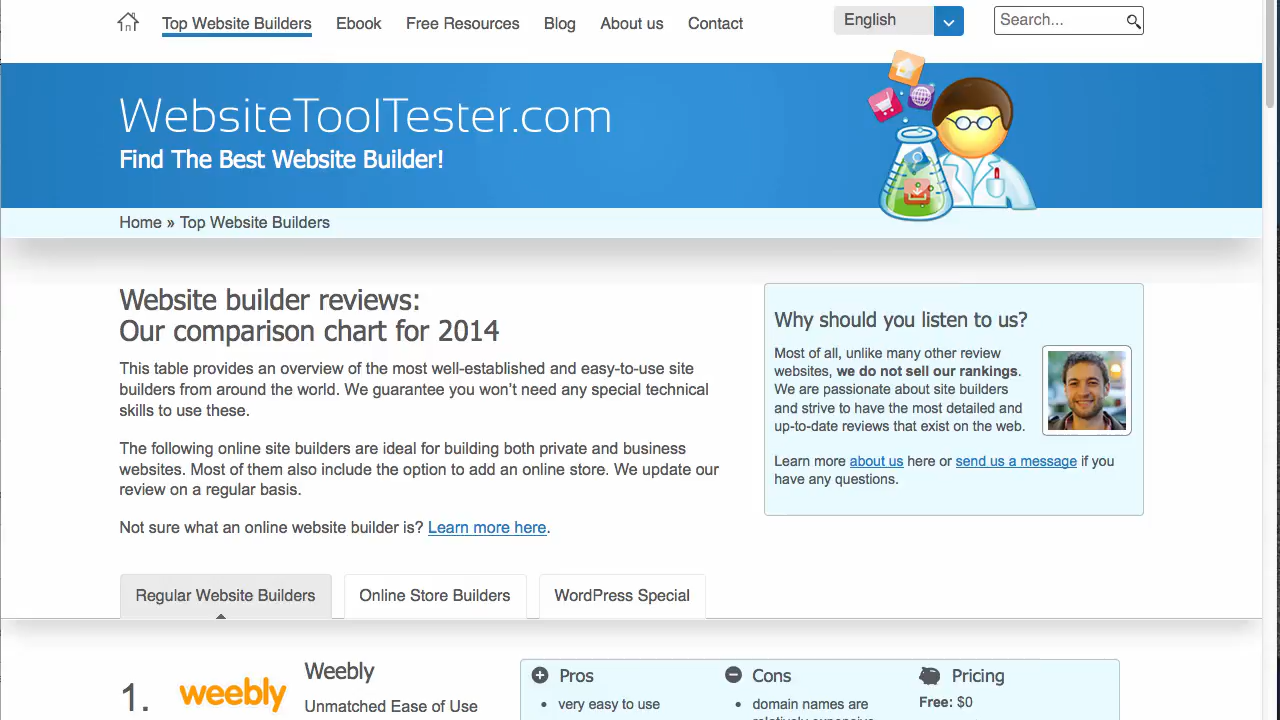 Top Website Builders Ebook Free Resources Blog About us Contact English Search...
WebsiteToolTester.com
Find The Best Website Builder!
Home » Top Website Builders
Website builder reviews:
Our comparison chart for 2014
This table provides an overview of the most well-established and easy-to-use site
builders from around the world. We guarantee you won’t need any special technical
skills to use these.
The following online site builders are ideal for building both private and business
websites. Most of them also include the option to add an online store. We update our
review on a regular basis.
Not sure what an online website builder is? Learn more here.
Why should you listen to us?
Most of all, unlike many other review
websites, we do not sell our rankings.
We are passionate about site builders
and strive to have the most detailed and
up-to-date reviews that exist on the web.
Learn more about us here or send us a message if you
have any questions.
Regular Website Builders Online Store Builders WordPress Special
1. weebly
Weebly
Unmatched Ease of Use
Pros
• very easy to use
Cons
• domain names are
relatively expensive
Pricing
Free: $0